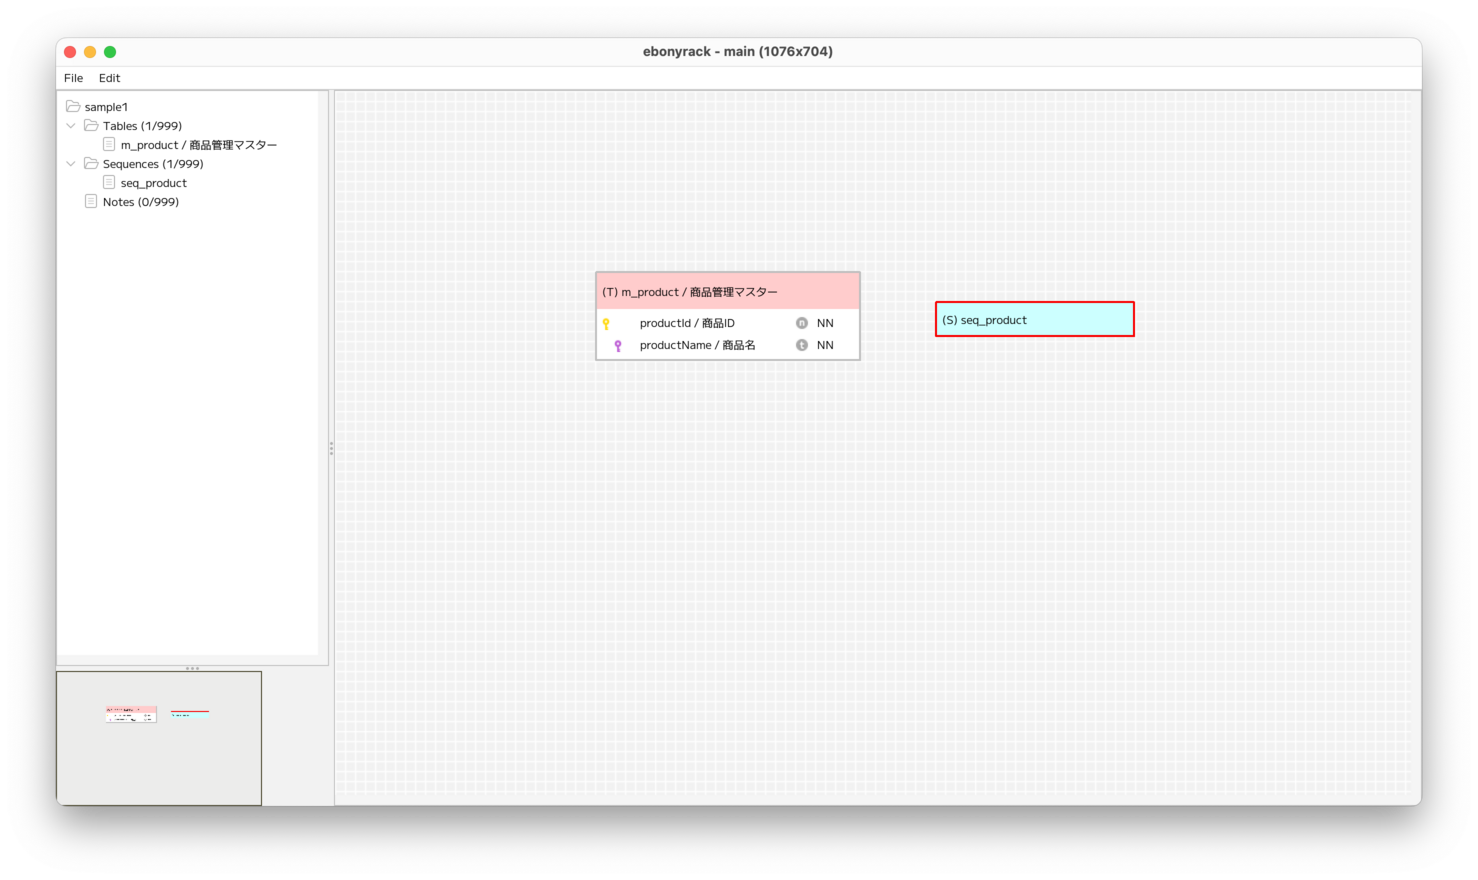 ebonyrack - main (1076x704)
File Edit
sample1
Tables (1/999)
m_product / 商品管理マスター
Sequences (1/999)
seq_product
Notes (0/999)
(T) m_product / 商品管理マスター
productId / 商品ID n NN
productName / 商品名 t NN
(S) seq_product